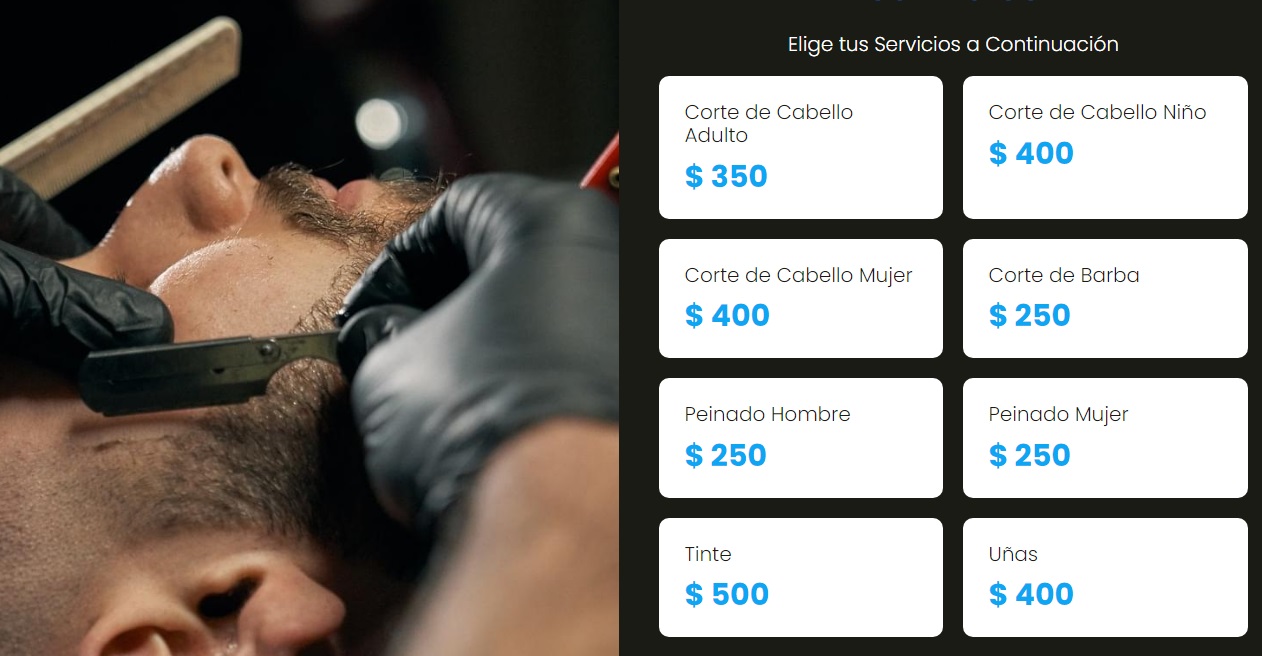 Elige tus Servicios a Continuación
Corte de Cabello
Adulto
$ 350
Corte de Cabello Niño
$ 400
Corte de Cabello Mujer
$ 400
Corte de Barba
$ 250
Peinado Hombre
$ 250
Peinado Mujer
$ 250
Tinte
$ 500
Uñas
$ 400